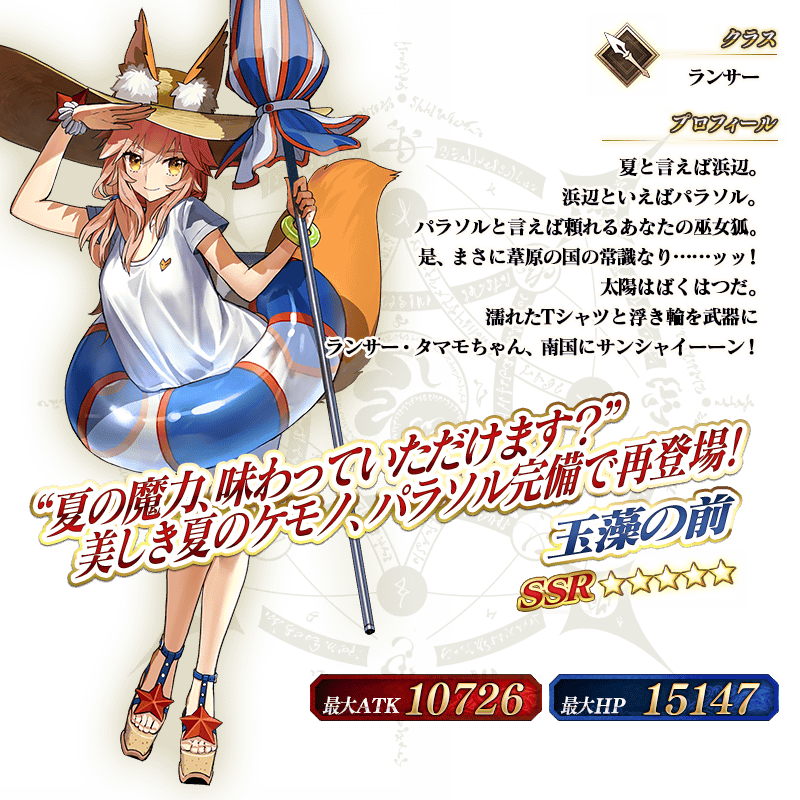 クラス
ランサー
プロフィール
夏と言えば浜辺。
浜辺といえばパラソル。
パラソルと言えば頼れるあなたの巫女狐。
是、まさに葦原の国の常識なり……ッッ！
太陽はばくはつだ。
濡れたTシャツと浮き輪を武器に
ランサー・タマモちゃん、南国にサンシャイーーン！
“夏の魔力、味わっていただけます？”
美しき夏のケモノ、パラソル完備で再登場！
玉藻の前
SSR ☆☆☆☆☆
最大ATK 10726
最大HP 15147